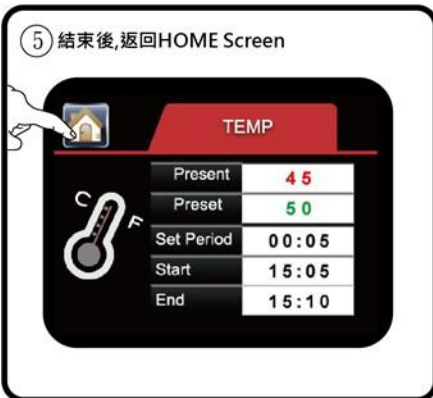 5 結束後,返回HOME Screen
TEMP
Present 45
Preset 50
C F
Set Period 00:05
Start 15:05
End 15:10